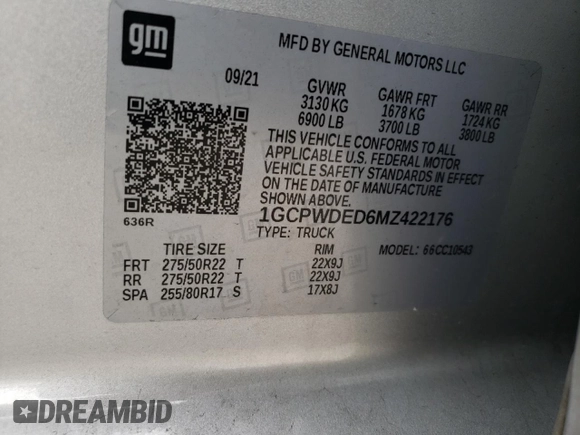 gm
MFD BY GENERAL MOTORS LLC
09/21 GVWR GAWR FRT GAWR RR
3130 KG 1678 KG 1724 KG
6900 LB 3700 LB 3800 LB
THIS VEHICLE CONFORMS TO ALL
APPLICABLE U.S. FEDERAL MOTOR
VEHICLE SAFETY STANDARDS IN EFFECT
ON THE DATE OF MANUFACTURE
SHOWN ABOVE.
636R
1GCPWDED6MZ422176
TYPE: TRUCK
MODEL: 66CC10543
TIRE SIZE RIM
FRT 275/50R22 T 22X9J
RR 275/50R22 T 22X9J
SPA 255/80R17 S 17X8J
DREAMBID